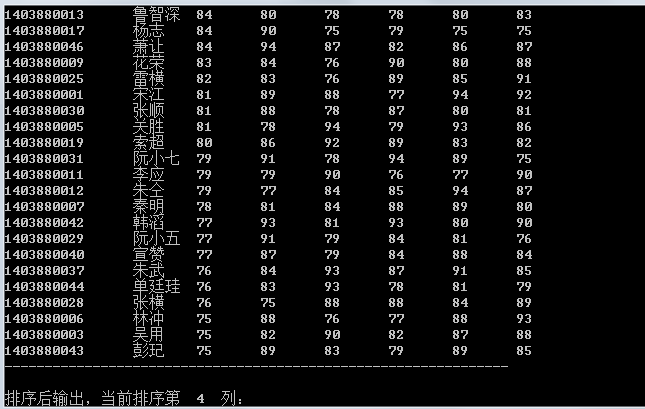 1403880013 鲁智深 84 80 78 78 80 83
1403880017 杨志 84 90 75 79 75 75
1403880046 萧让 84 94 87 82 86 87
1403880009 花荣 83 84 76 90 80 88
1403880025 雷横 82 83 76 89 85 91
1403880001 宋江 81 89 88 77 94 92
1403880030 张顺 81 88 78 87 80 81
1403880005 关胜 81 78 94 79 93 86
1403880019 索超 80 86 92 89 83 82
1403880031 阮小七 79 91 78 94 89 75
1403880011 李应 79 79 90 76 77 90
1403880012 朱仝 79 77 84 85 94 87
1403880007 秦明 78 81 84 88 89 80
1403880042 韩滔 77 93 81 93 80 90
1403880029 阮小五 77 91 79 84 81 76
1403880040 宣赞 77 87 79 84 88 84
1403880037 朱武 76 84 93 87 91 85
1403880044 单廷珪 76 83 93 78 81 79
1403880028 张横 76 75 88 88 84 89
1403880006 林冲 75 88 76 77 88 93
1403880003 吴用 75 82 90 82 87 88
1403880043 彭玘 75 89 83 79 89 85
---------------------------------------------------------------
排序后输出，当前排序第 4 列：